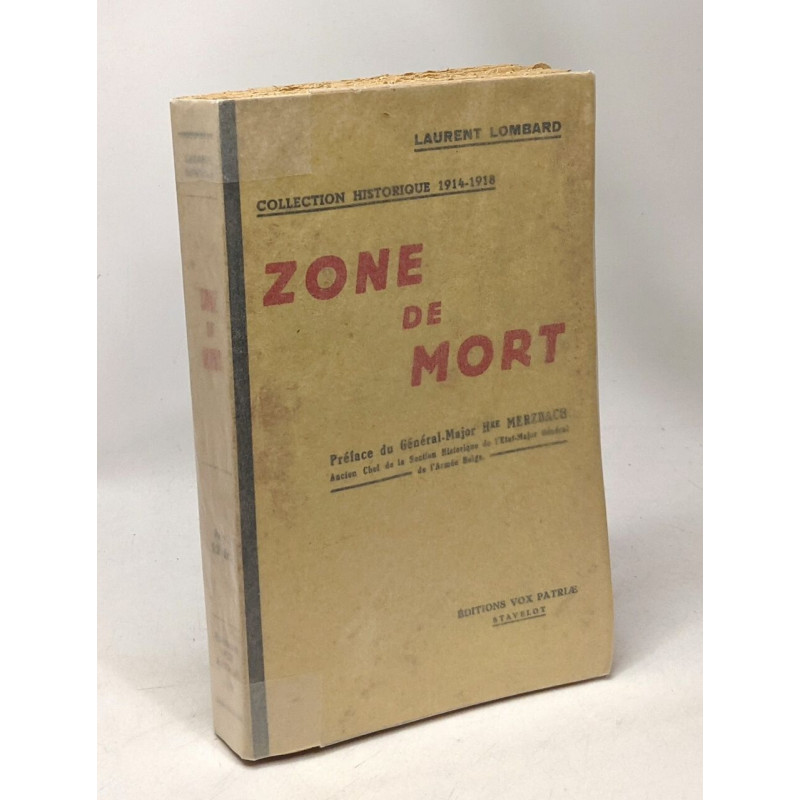 LAURENT LOMBARD
COLLECTION HISTORIQUE 1914-1918
ZONE
DE
MORT
Préface du Général-Major Hre MERZBACH
Ancien Chef de la Section Historique de l'Etat-Major Général
de l'Armée Belge.
ÉDITIONS VOX PATRIÆ
STAVELOT